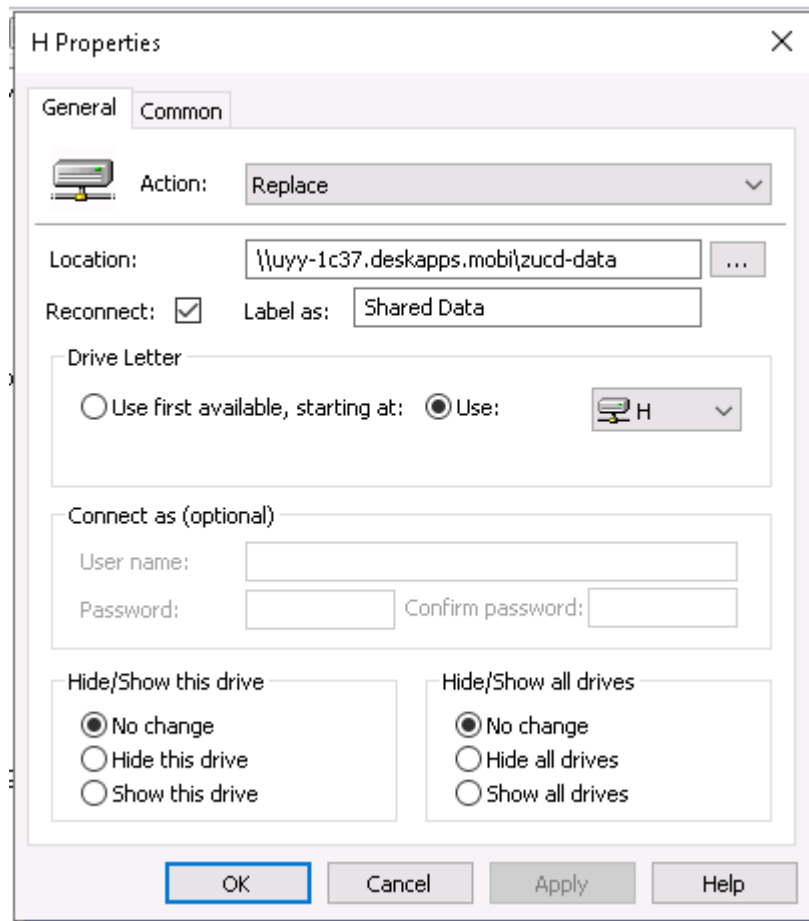 H Properties
General Common
Action: Replace
Location: \\uyy-1c37.deskapps.mobi\zucd-data ...
Reconnect: Label as: Shared Data
Drive Letter
Use first available, starting at: Use: H
Connect as (optional)
User name:
Password: Confirm password:
Hide/Show this drive Hide/Show all drives
No change No change
Hide this drive Hide all drives
Show this drive Show all drives
OK Cancel Apply Help